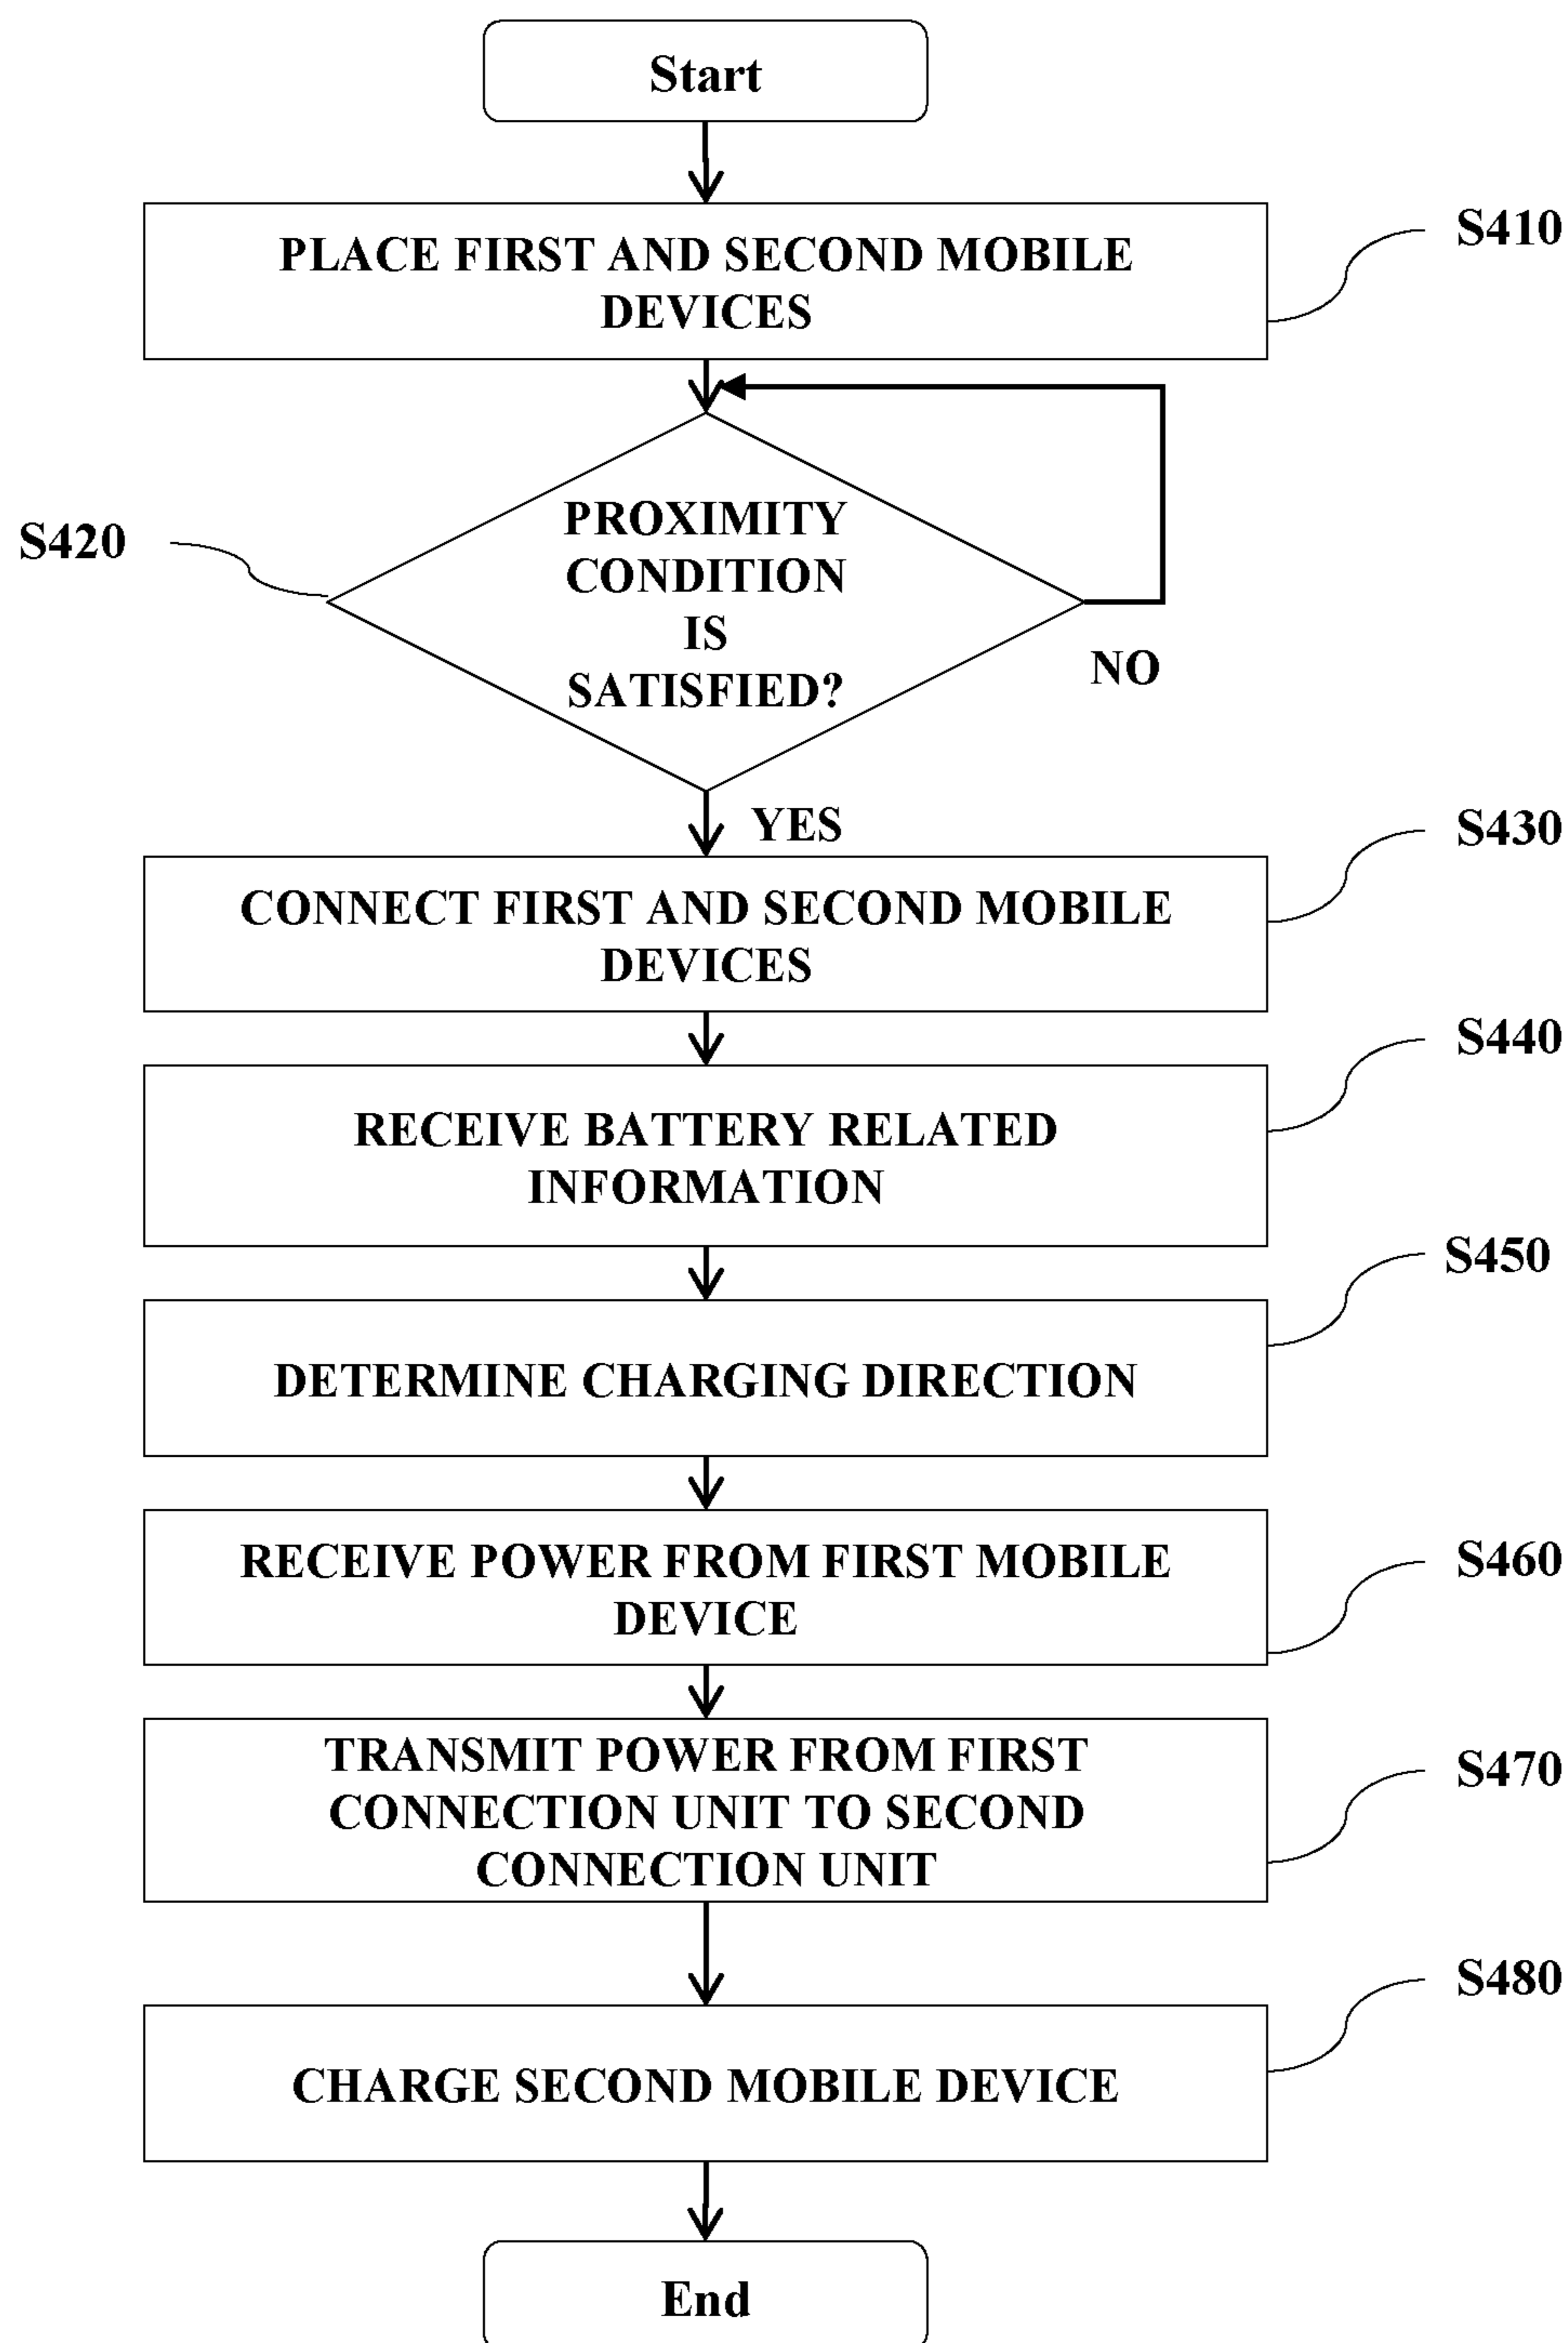 Start
PLACE FIRST AND SECOND MOBILE
DEVICES
S410
PROXIMITY
CONDITION
IS
SATISFIED?
S420
NO
YES
CONNECT FIRST AND SECOND MOBILE
DEVICES
S430
RECEIVE BATTERY RELATED
INFORMATION
S440
DETERMINE CHARGING DIRECTION
S450
RECEIVE POWER FROM FIRST MOBILE
DEVICE
S460
TRANSMIT POWER FROM FIRST
CONNECTION UNIT TO SECOND
CONNECTION UNIT
S470
CHARGE SECOND MOBILE DEVICE
S480
End